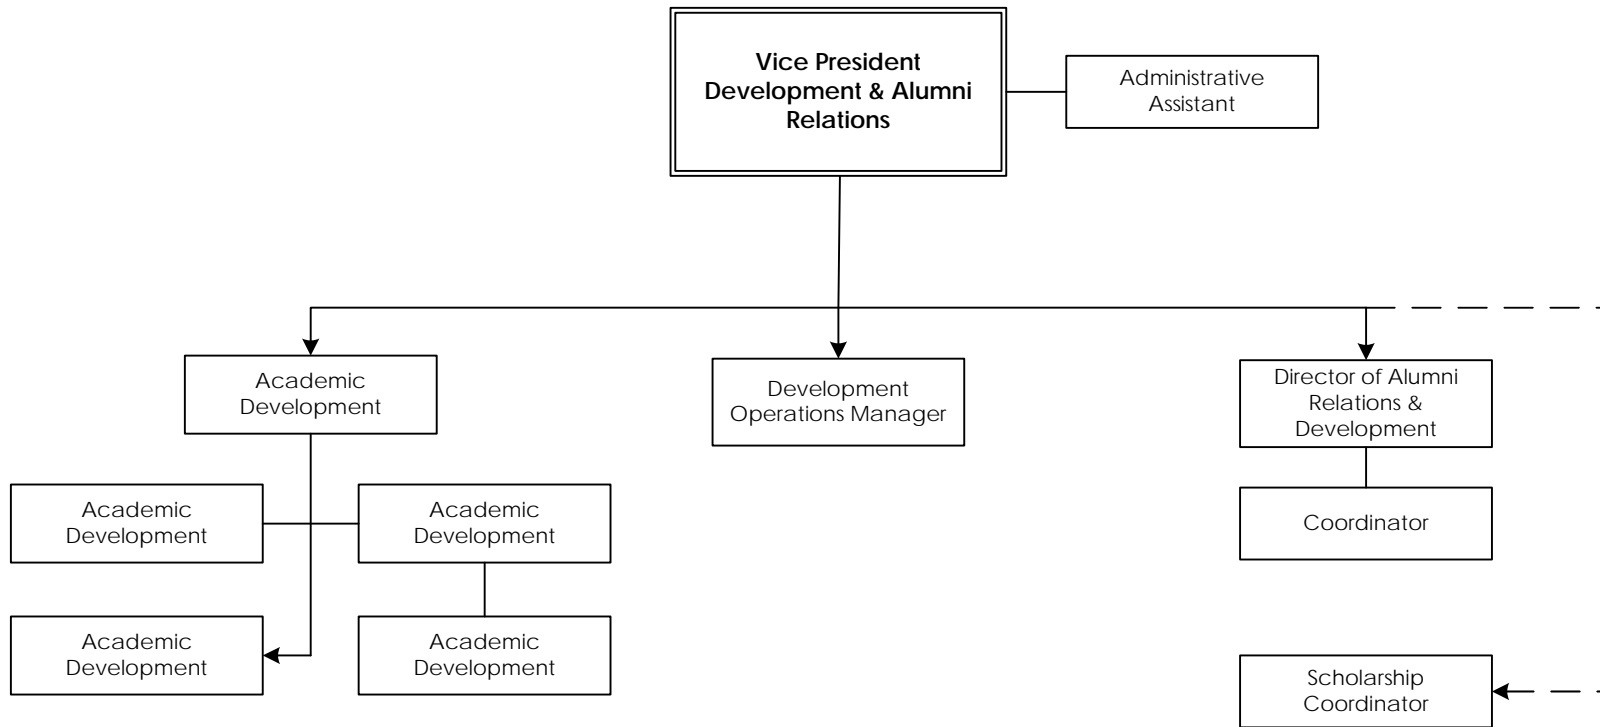 Vice President
Development & Alumni
Relations
Administrative
Assistant
Academic
Development
Development
Operations Manager
Director of Alumni
Relations &
Development
Academic
Development
Academic
Development
Coordinator
Academic
Development
Academic
Development
Scholarship
Coordinator